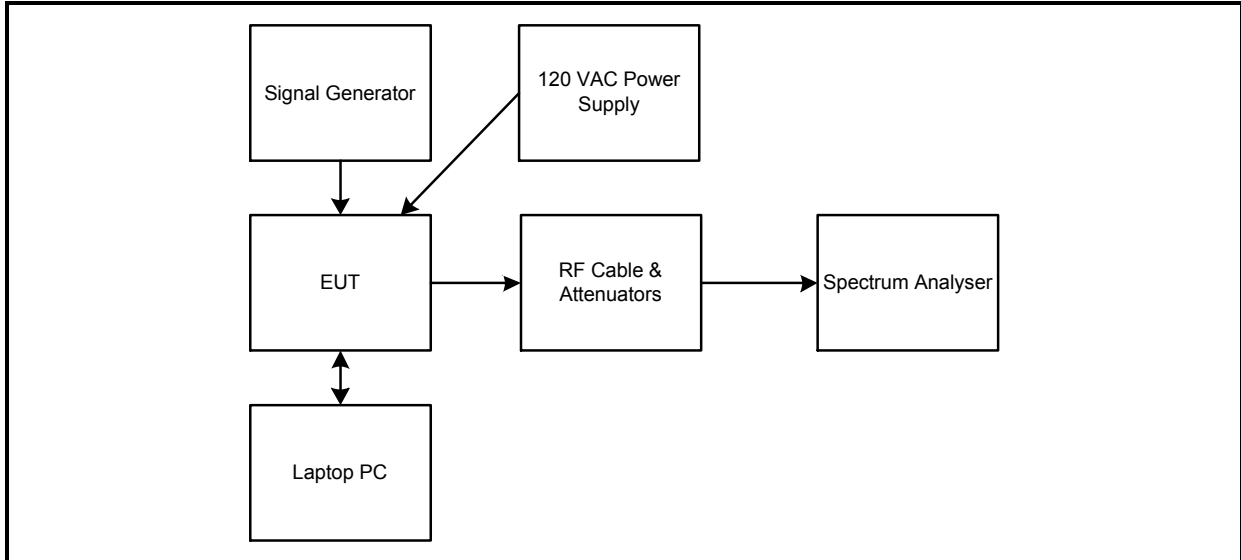 Signal Generator
120 VAC Power
Supply
EUT
RF Cable &
Attenuators
Spectrum Analyser
Laptop PC